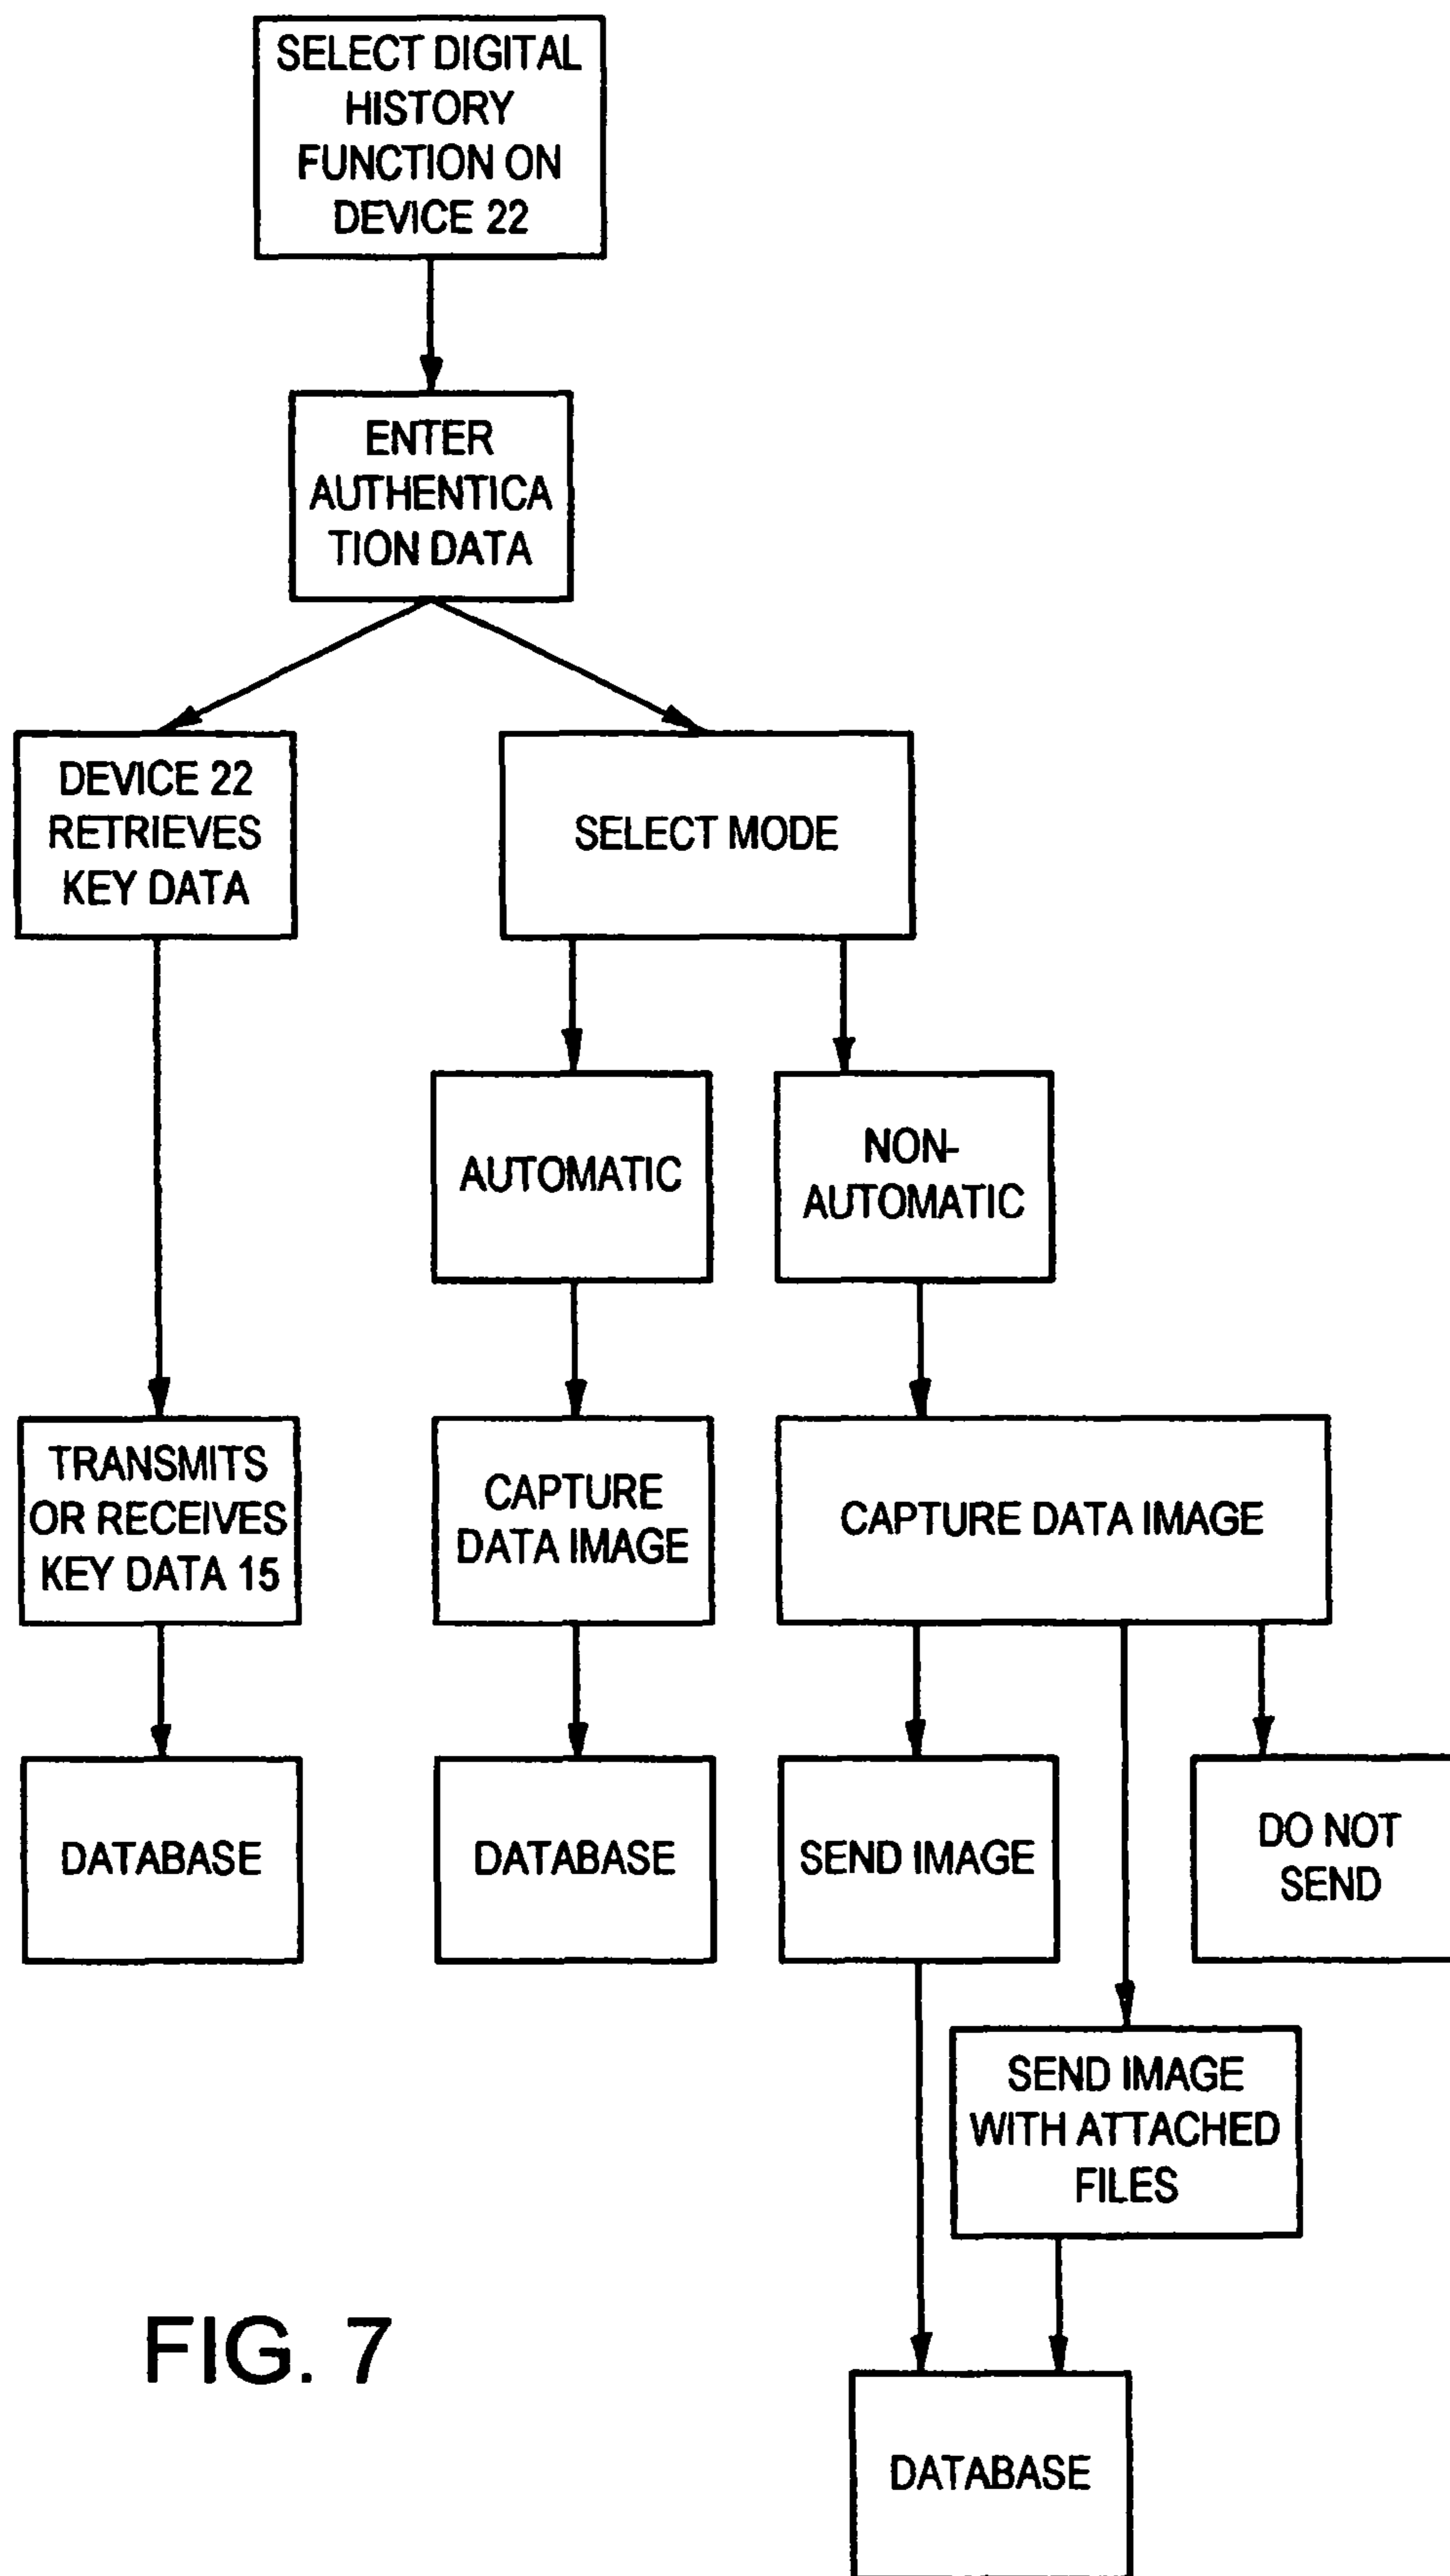 SELECT DIGITAL
HISTORY
FUNCTION ON
DEVICE 22
ENTER
AUTHENTICA
TION DATA
DEVICE 22
RETRIEVES
KEY DATA
SELECT MODE
AUTOMATIC
NON-
AUTOMATIC
TRANSMITS
OR RECEIVES
KEY DATA 15
CAPTURE
DATA IMAGE
CAPTURE DATA IMAGE
DATABASE
DATABASE
SEND IMAGE
DO NOT
SEND
SEND IMAGE
WITH ATTACHED
FILES
FIG. 7
DATABASE